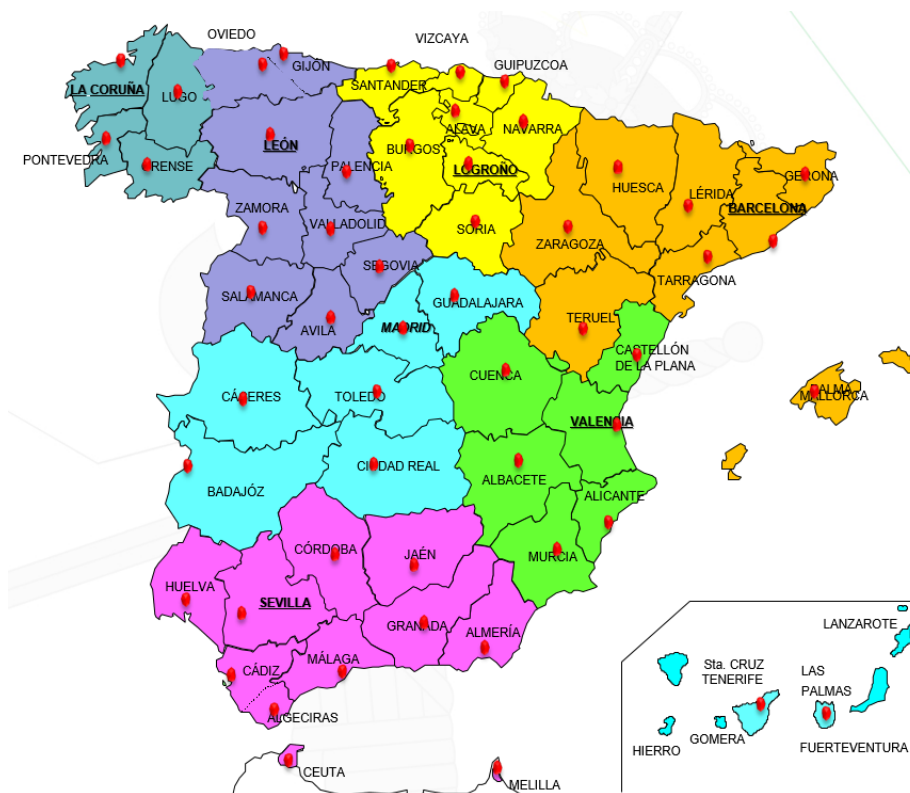 OVIEDO
VIZCAYA
GIJÓN
GUIPUZCOA
SANTANDER
LA CORUÑA
LUGO
ALAVA
NAVARRA
LEÓN
BURGOS
PONTEVEDRA
ORENSE
PALENCIA
LOGROÑO
HUESCA
LÉRIDA
GERONA
BARCELONA
ZAMORA
VALLADOLID
SORIA
ZARAGOZA
SEGOVIA
TARRAGONA
SALAMANCA
AVILA
MADRID
GUADALAJARA
TERUEL
CASTELLÓN
DE LA PLANA
CUENCA
CÁCERES
TOLEDO
PALMA
MALLORCA
VALENCIA
CIUDAD REAL
ALBACETE
BADAJÓZ
ALICANTE
CÓRDOBA
JAÉN
MURCIA
HUELVA
SEVILLA
GRANADA
ALMERÍA
CÁDIZ
MÁLAGA
ALGECIRAS
CEUTA
MELILLA
LANZAROTE
Sta. CRUZ
TENERIFE
LAS
PALMAS
HIERRO
GOMERA
FUERTEVENTURA